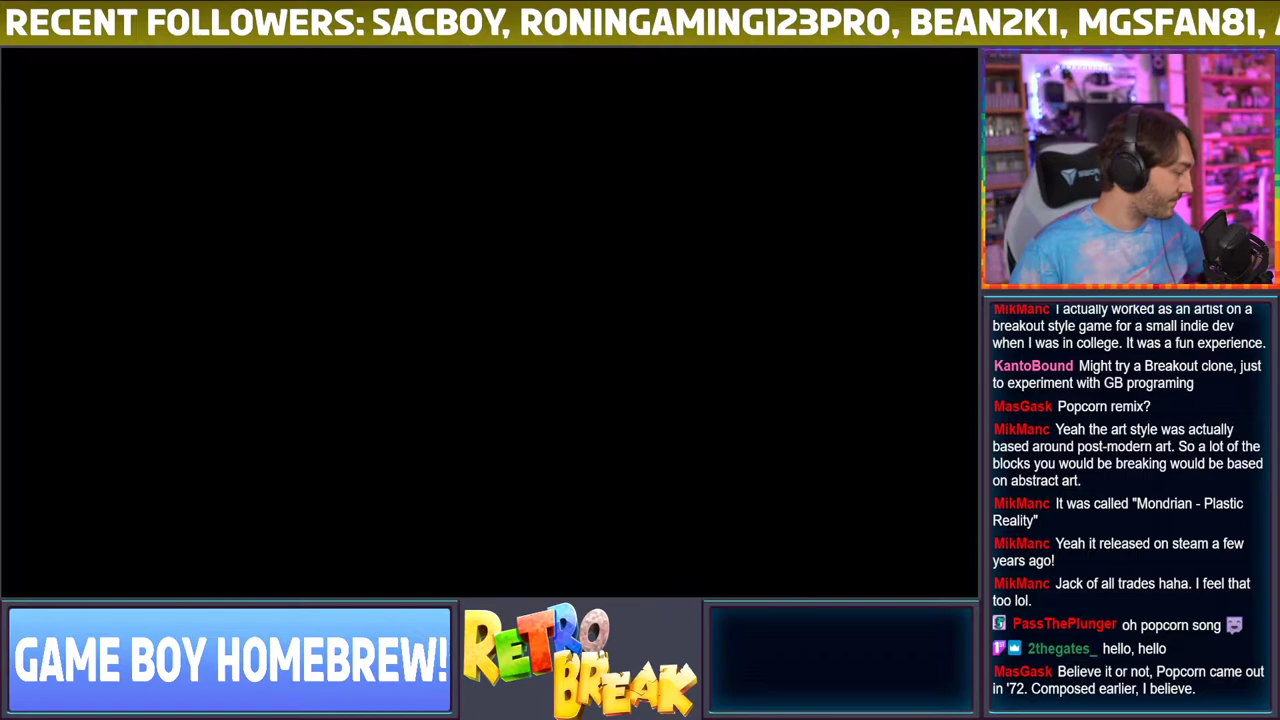 RECENT FOLLOWERS: SACBOY, RONINGAMING123PRO, BEAN2K1, MGSFAN81,
MikManc I actually worked as an artist on a
breakout style game for a small indie dev
when I was in college. It was a fun experience.
KantoBound Might try a Breakout clone, just
to experiment with GB programing
MasGask Popcorn remix?
MikManc Yeah the art style was actually
based around post-modern art. So a lot of the
blocks you would be breaking would be based
on abstract art.
MikManc It was called "Mondrian - Plastic
Reality"
MikManc Yeah it released on steam a few
years ago!
MikManc Jack of all trades haha. I feel that
too lol.
PassThePlunger oh popcorn song
2thegates_ hello, hello
MasGask Believe it or not, Popcorn came out
in '72. Composed earlier, I believe.
GAME BOY HOMEBREW!
RETRO
BREAK